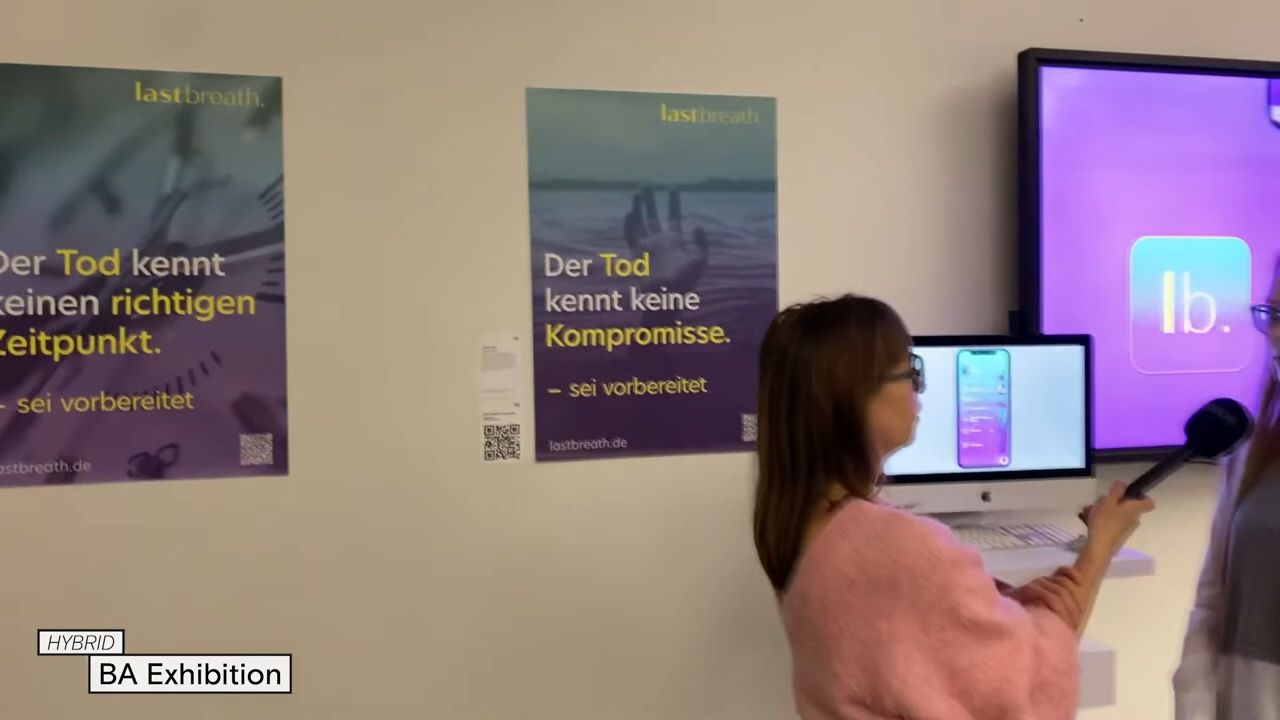 lastbreath.
Der Tod kennt
keinen richtigen
Zeitpunkt.
– sei vorbereitet
lastbreath.de
lastbreath
Der Tod
kennt keine
Kompromisse.
– sei vorbereitet
lastbreath.de
lb.
HYBRID
BA Exhibition